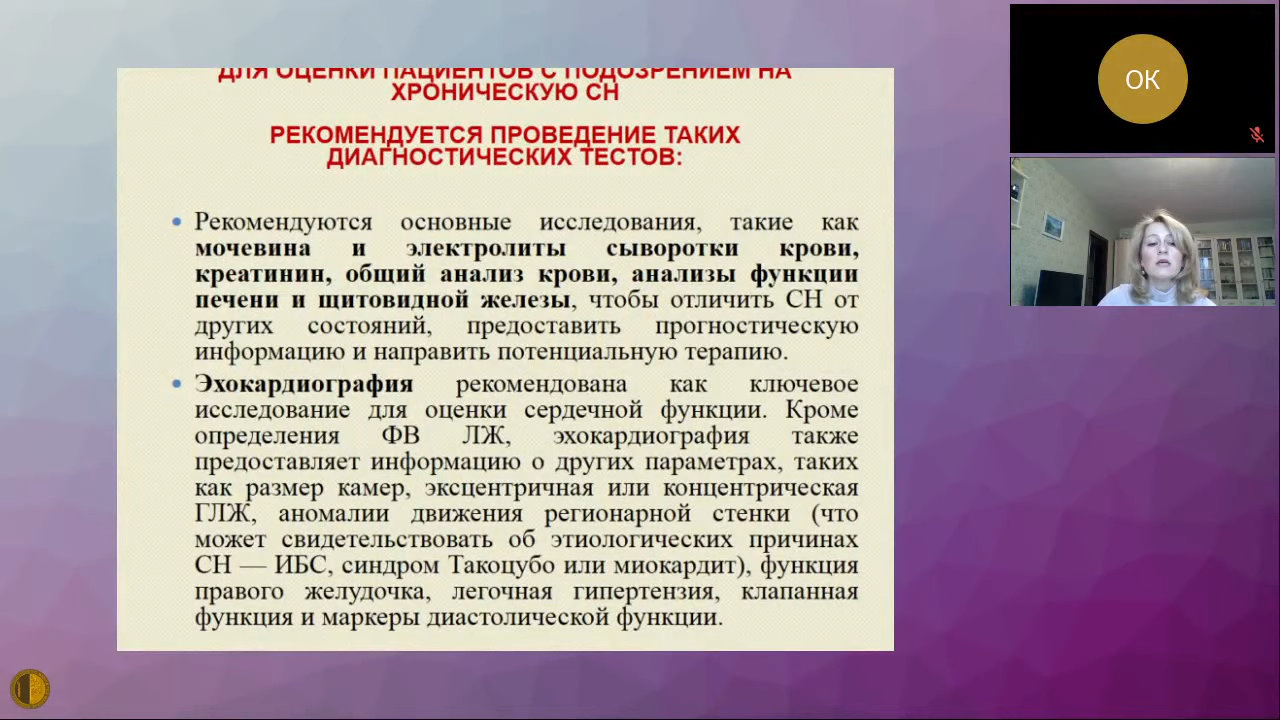 ДЛЯ ОЦЕНКИ ПАЦИЕНТОВ С ПОДОЗРЕНИЕМ НА
ХРОНИЧЕСКУЮ СН
РЕКОМЕНДУЕТСЯ ПРОВЕДЕНИЕ ТАКИХ
ДИАГНОСТИЧЕСКИХ ТЕСТОВ:
• Рекомендуются основные исследования, такие как
мочевина и электролиты сыворотки крови,
креатинин, общий анализ крови, анализы функции
печени и щитовидной железы, чтобы отличить СН от
других состояний, предоставить прогностическую
информацию и направить потенциальную терапию.
• Эхокардиография рекомендована как ключевое
исследование для оценки сердечной функции. Кроме
определения ФВ ЛЖ, эхокардиография также
предоставляет информацию о других параметрах, таких
как размер камер, эксцентричная или концентрическая
ГЛЖ, аномалии движения регионарной стенки (что
может свидетельствовать об этиологических причинах
СН — ИБС, синдром Такоцубо или миокардит), функция
правого желудочка, легочная гипертензия, клапанная
функция и маркеры диастолической функции.
ОК